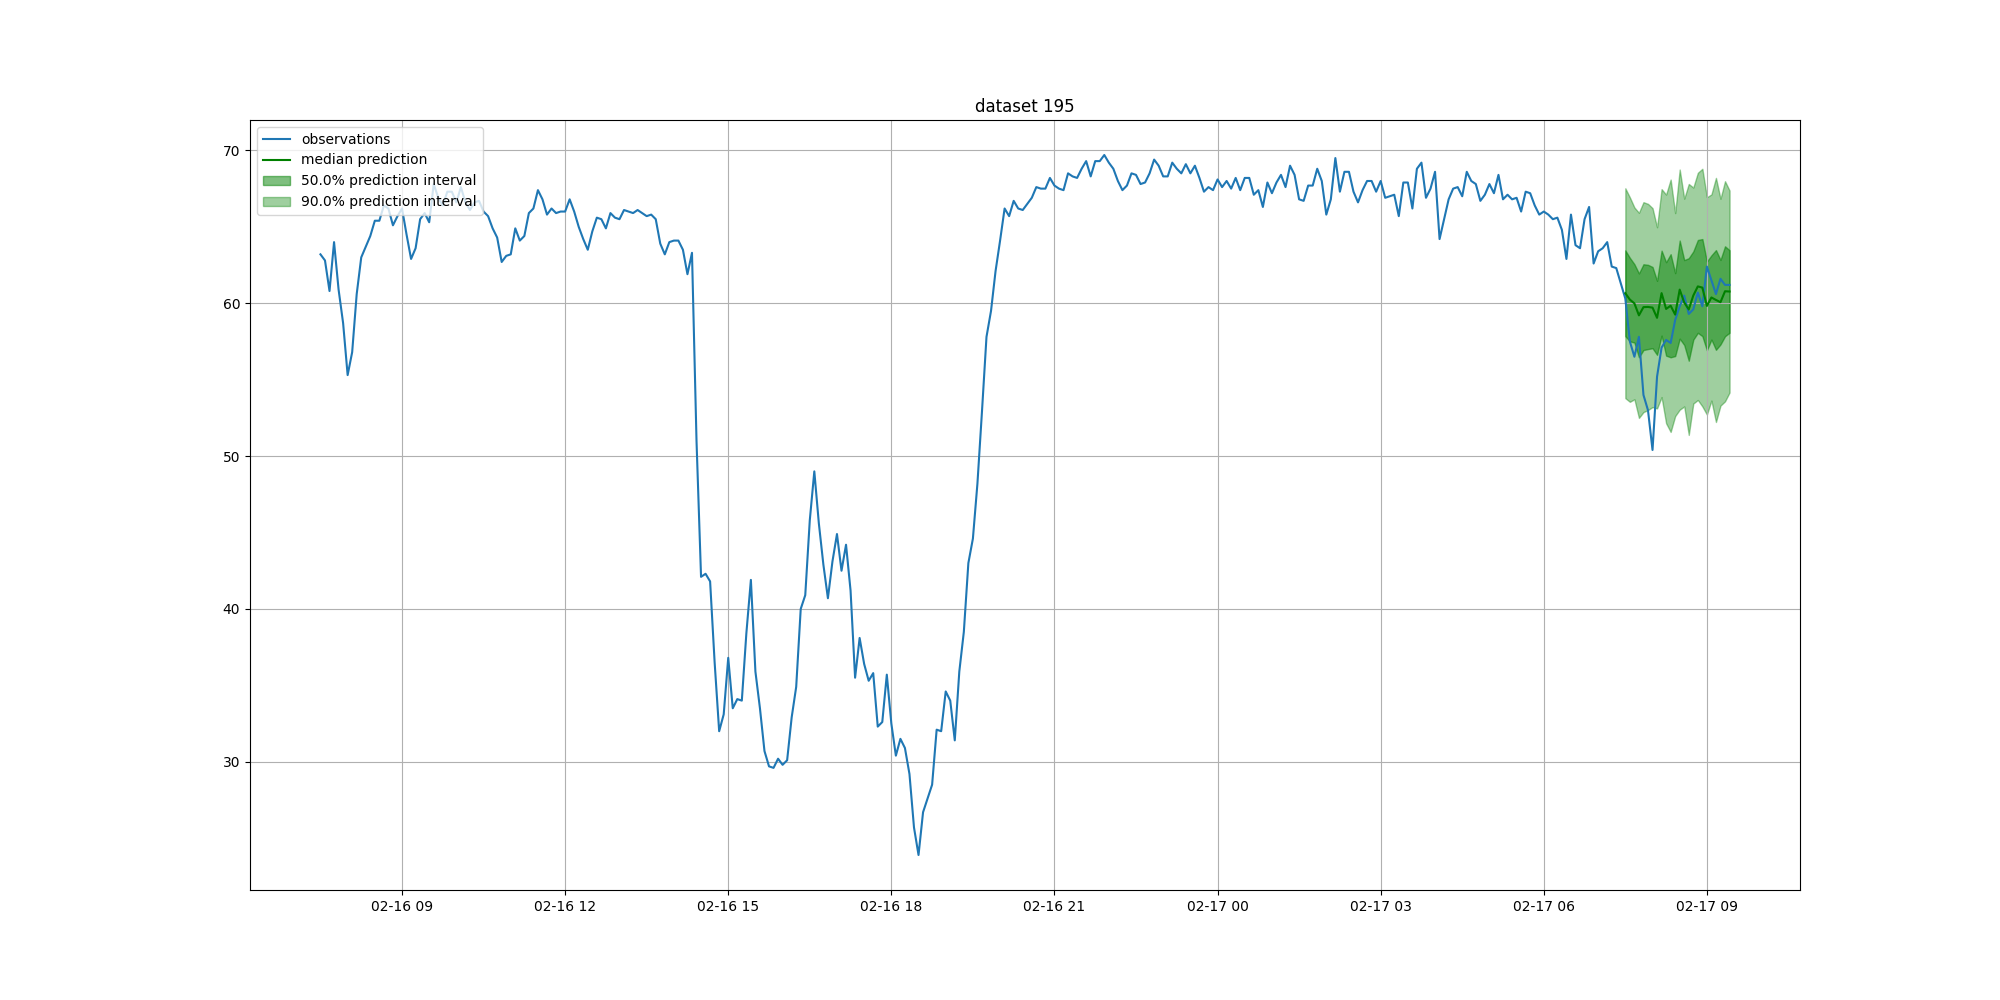 dataset 195
observations
median prediction
50.0% prediction interval
90.0% prediction interval
70
60
50
40
30
02-16 09
02-16 12
02-16 15
02-16 18
02-16 21
02-17 00
02-17 03
02-17 06
02-17 09